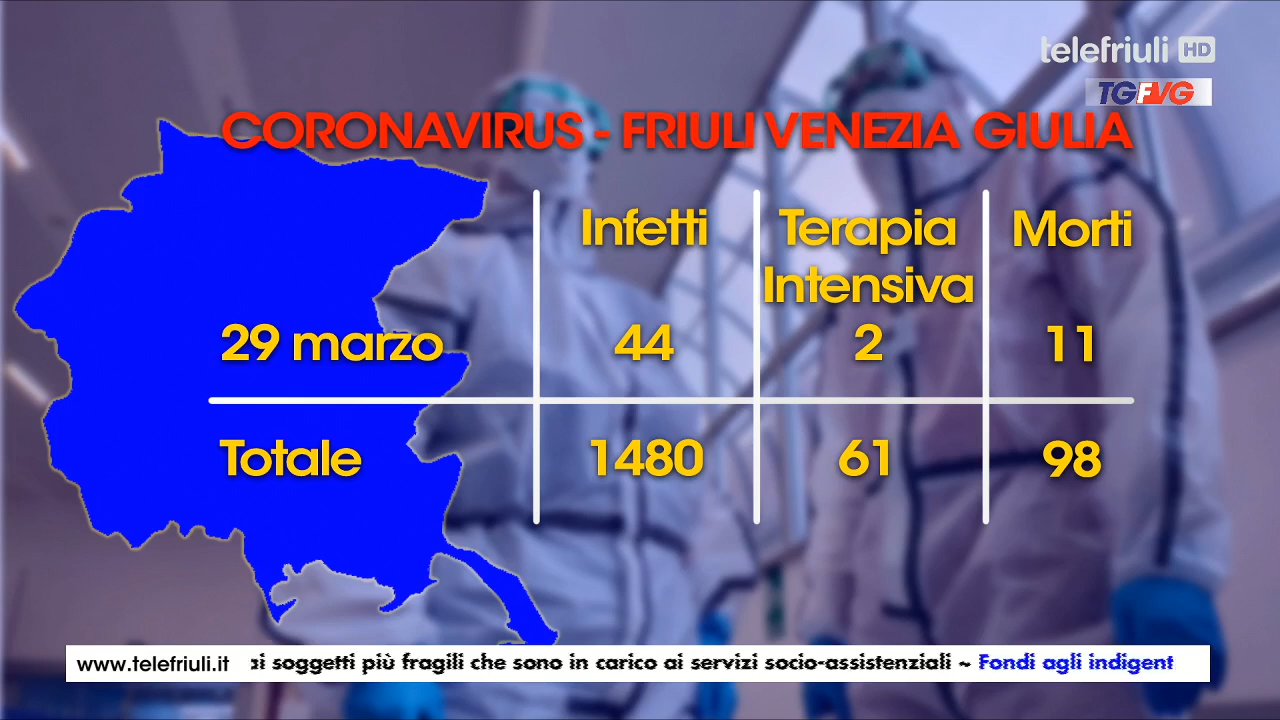 telefriuli HD
TGFVG
CORONAVIRUS - FRIULI VENEZIA GIULIA
Infetti Terapia Morti
Intensiva
29 marzo 44 2 11
Totale 1480 61 98
www.telefriuli.it zi soggetti più fragili che sono in carico ai servizi socio-assistenziali ~ Fondi agli indigent